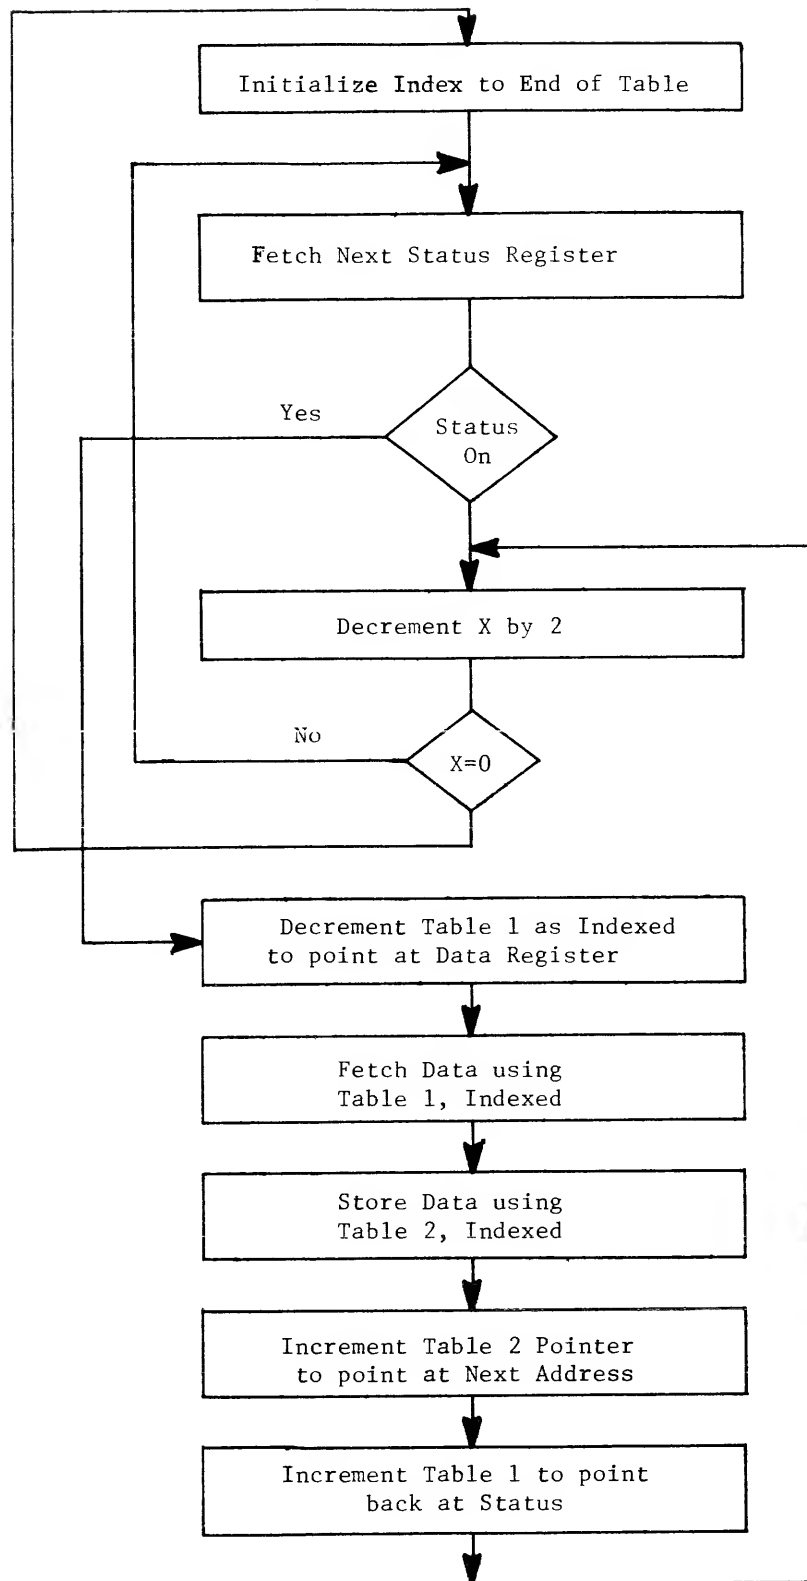 Initialize Index to End of Table
Fetch Next Status Register
Yes
Status
On
Decrement X by 2
No
X=0
Decrement Table 1 as Indexed
to point at Data Register
Fetch Data using
Table 1, Indexed
Store Data using
Table 2, Indexed
Increment Table 2 Pointer
to point at Next Address
Increment Table 1 to point
back at Status